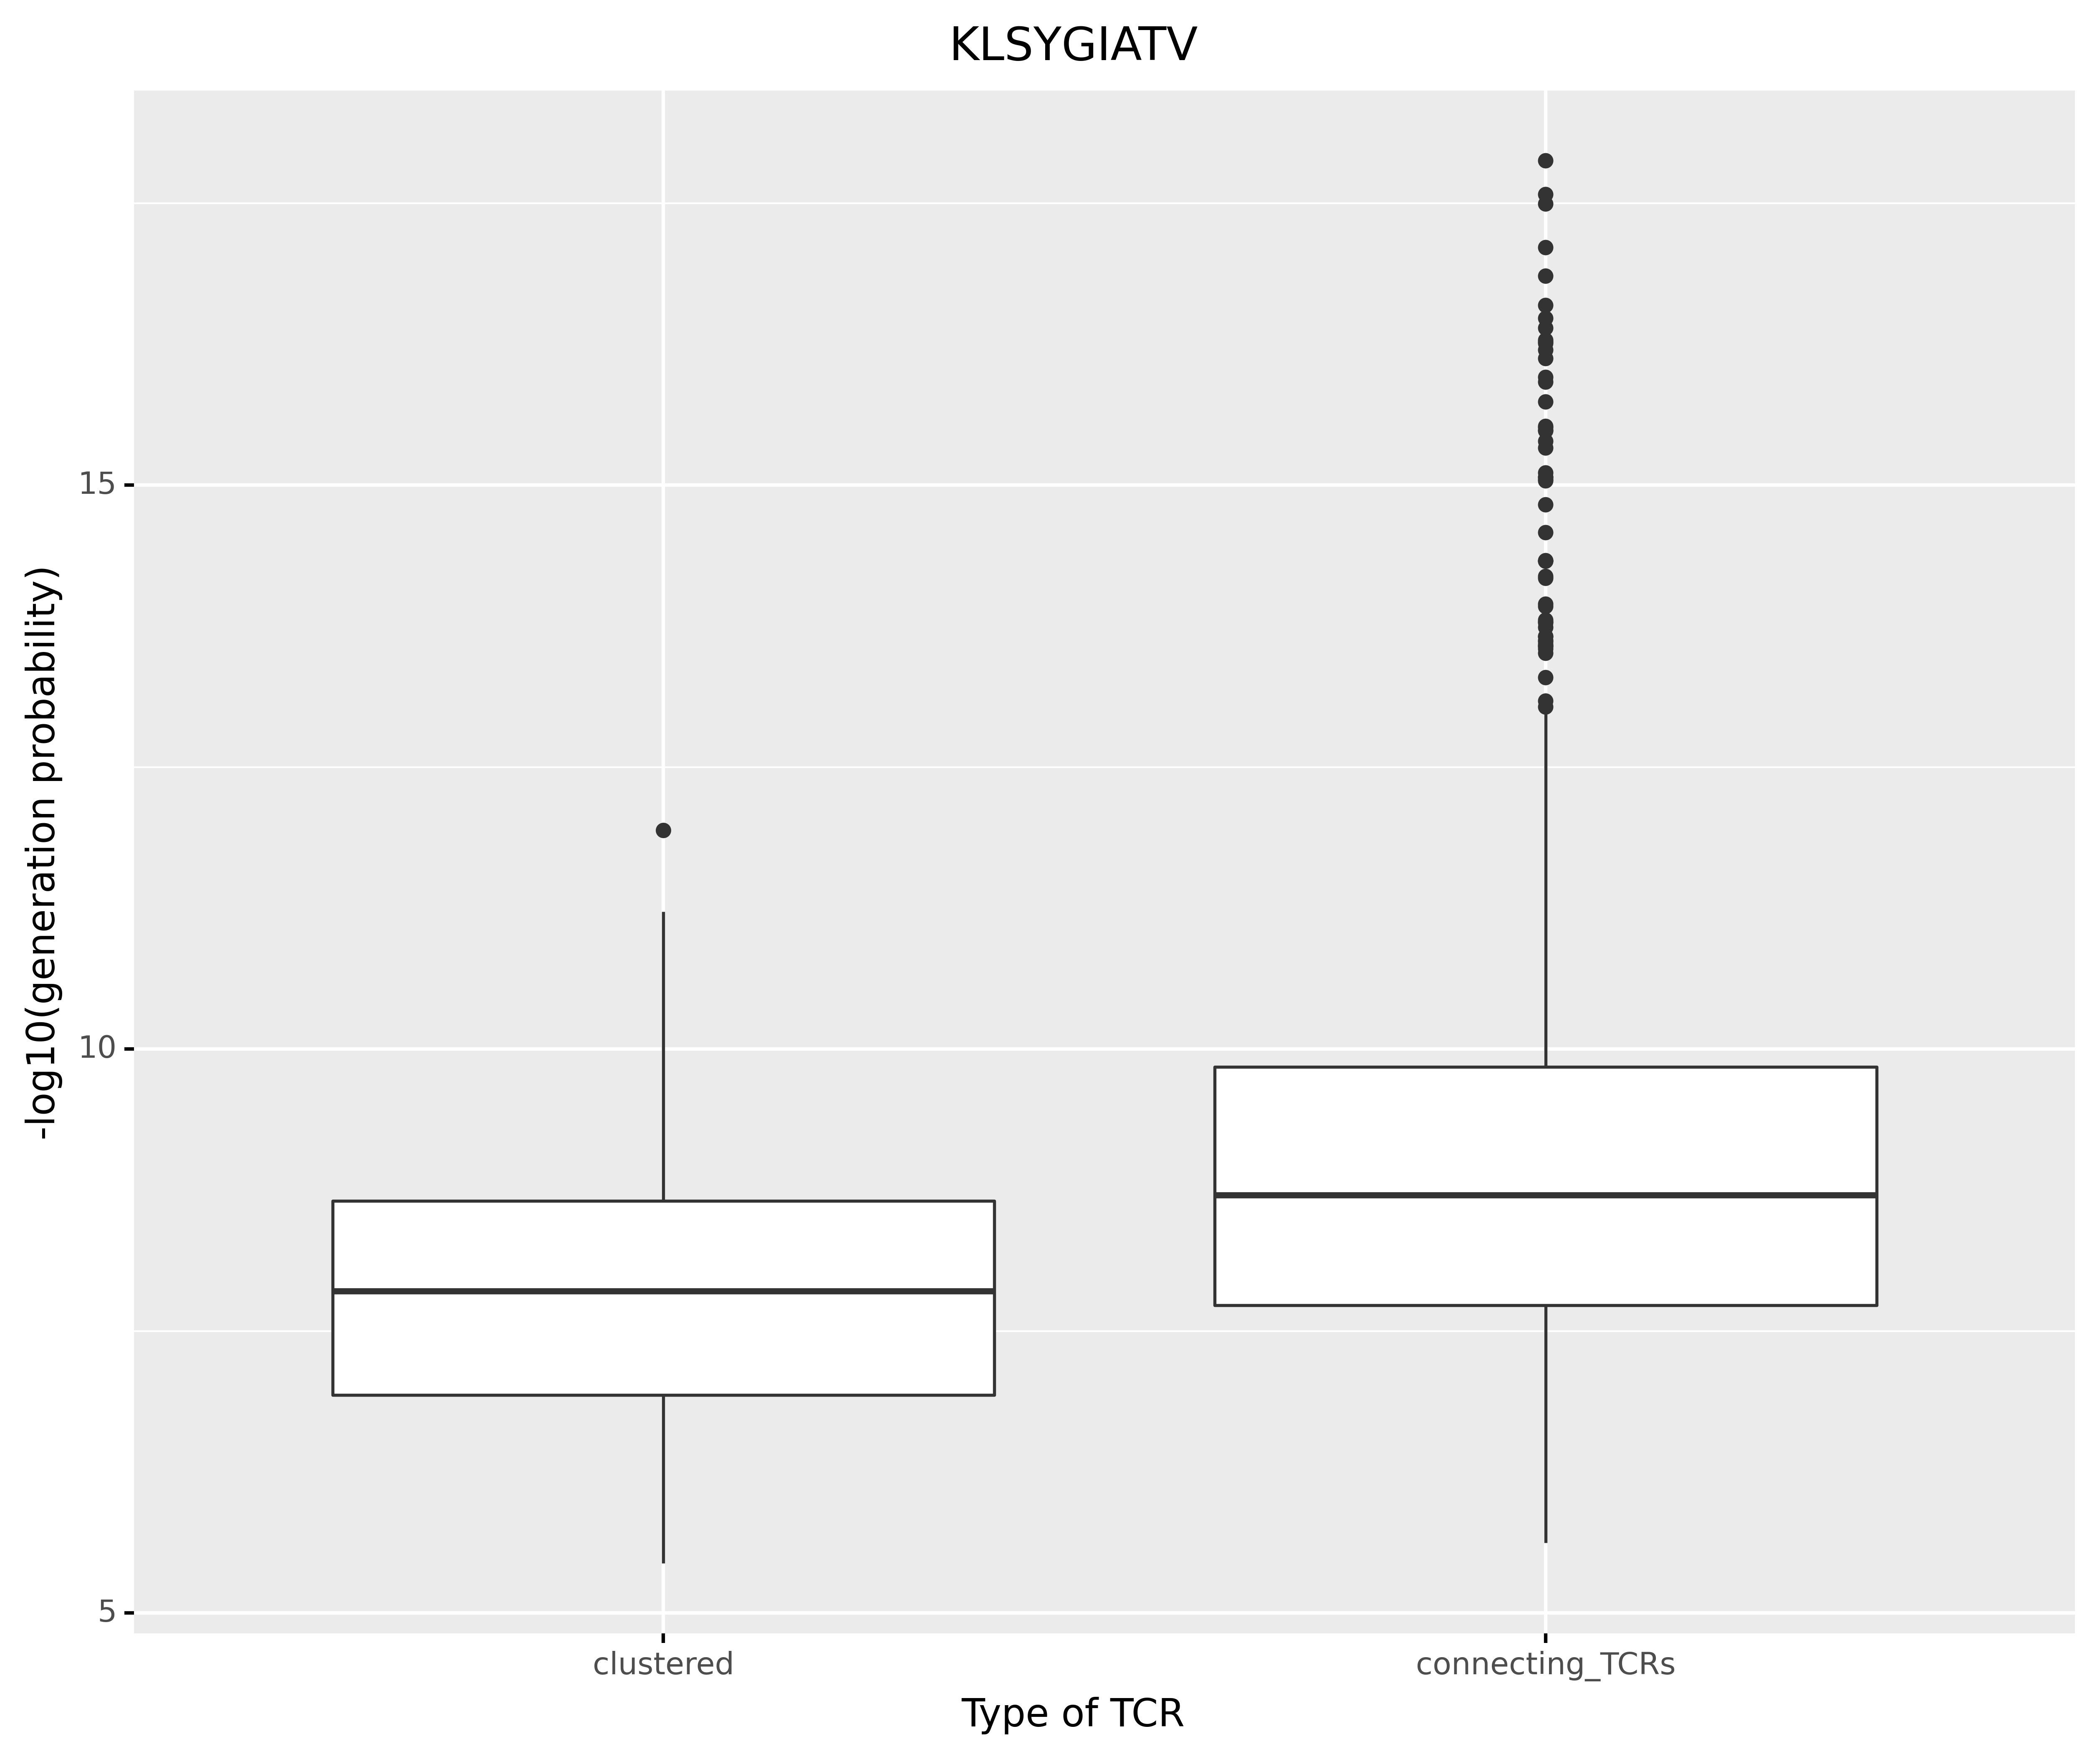 KLSYGIATV
-log10(generation probability)
15
10
5
clustered
connecting_TCRs
Type of TCR